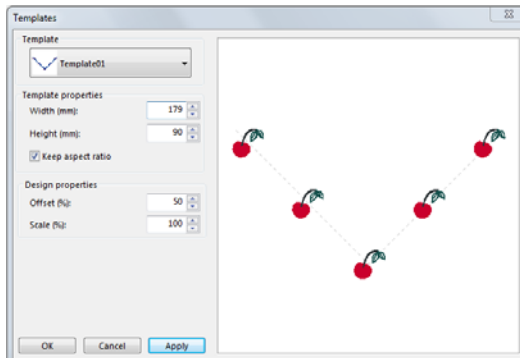 Templates
Template
Template01
Template properties
Width (mm): 179
Height (mm): 90
Keep aspect ratio
Design properties
Offset (%): 50
Scale (%): 100
OK Cancel Apply